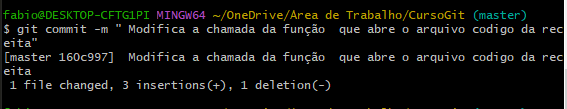 fabio@DESKTOP-CFTG1PI MINGW64 ~/OneDrive/Área de Trabalho/CursoGit (master)
$ git commit -m " Modifica a chamada da função  que abre o arquivo codigo da rec
eita"
[master 160c997]  Modifica a chamada da função  que abre o arquivo codigo da rec
eita
 1 file changed, 3 insertions(+), 1 deletion(-)